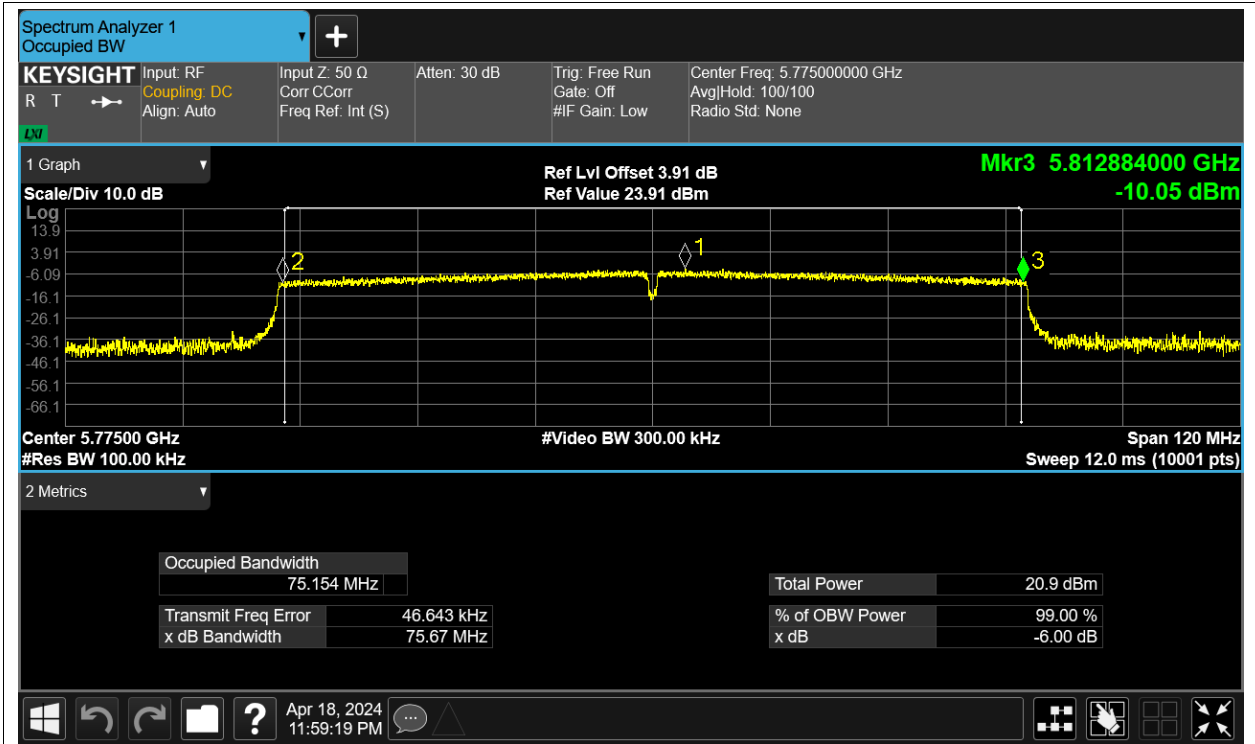 Spectrum Analyzer 1
Occupied BW
+
KEYSIGHT
R T
LXI
Input: RF
Coupling: DC
Align: Auto
Input Z: 50 Ω
Corr CCorr
Freq Ref: Int (S)
Atten: 30 dB
Trig: Free Run
Gate: Off
#IF Gain: Low
Center Freq: 5.775000000 GHz
Avg|Hold: 100/100
Radio Std: None
1 Graph
Scale/Div 10.0 dB
Ref Lvl Offset 3.91 dB
Ref Value 23.91 dBm
Mkr3 5.812884000 GHz
-10.05 dBm
Log
13.9
3.91
-6.09
-16.1
-26.1
-36.1
-46.1
-56.1
-66.1
2
1
3
Center 5.77500 GHz
#Res BW 100.00 kHz
#Video BW 300.00 kHz
Span 120 MHz
Sweep 12.0 ms (10001 pts)
2 Metrics
Occupied Bandwidth
75.154 MHz
Transmit Freq Error 46.643 kHz
x dB Bandwidth 75.67 MHz
Total Power 20.9 dBm
% of OBW Power 99.00 %
x dB -6.00 dB
?
Apr 18, 2024
11:59:19 PM